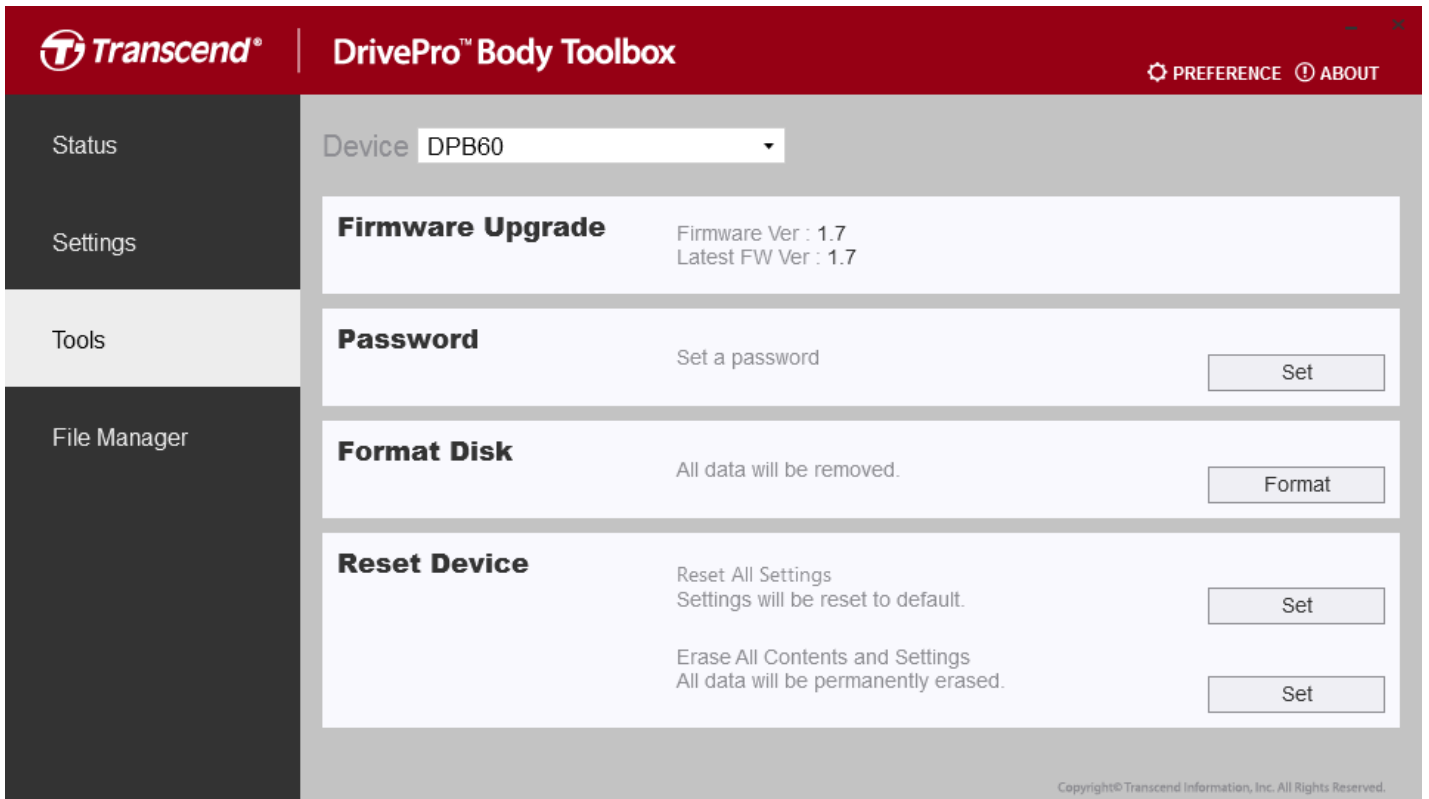 Transcend®
DrivePro™ Body Toolbox
PREFERENCE ABOUT
Status
Settings
Tools
File Manager
Device DPB60
Firmware Upgrade
Firmware Ver : 1.7
Latest FW Ver : 1.7
Password
Set a password
Set
Format Disk
All data will be removed.
Format
Reset Device
Reset All Settings
Settings will be reset to default.
Set
Erase All Contents and Settings
All data will be permanently erased.
Set
Copyright© Transcend Information, Inc. All Rights Reserved.